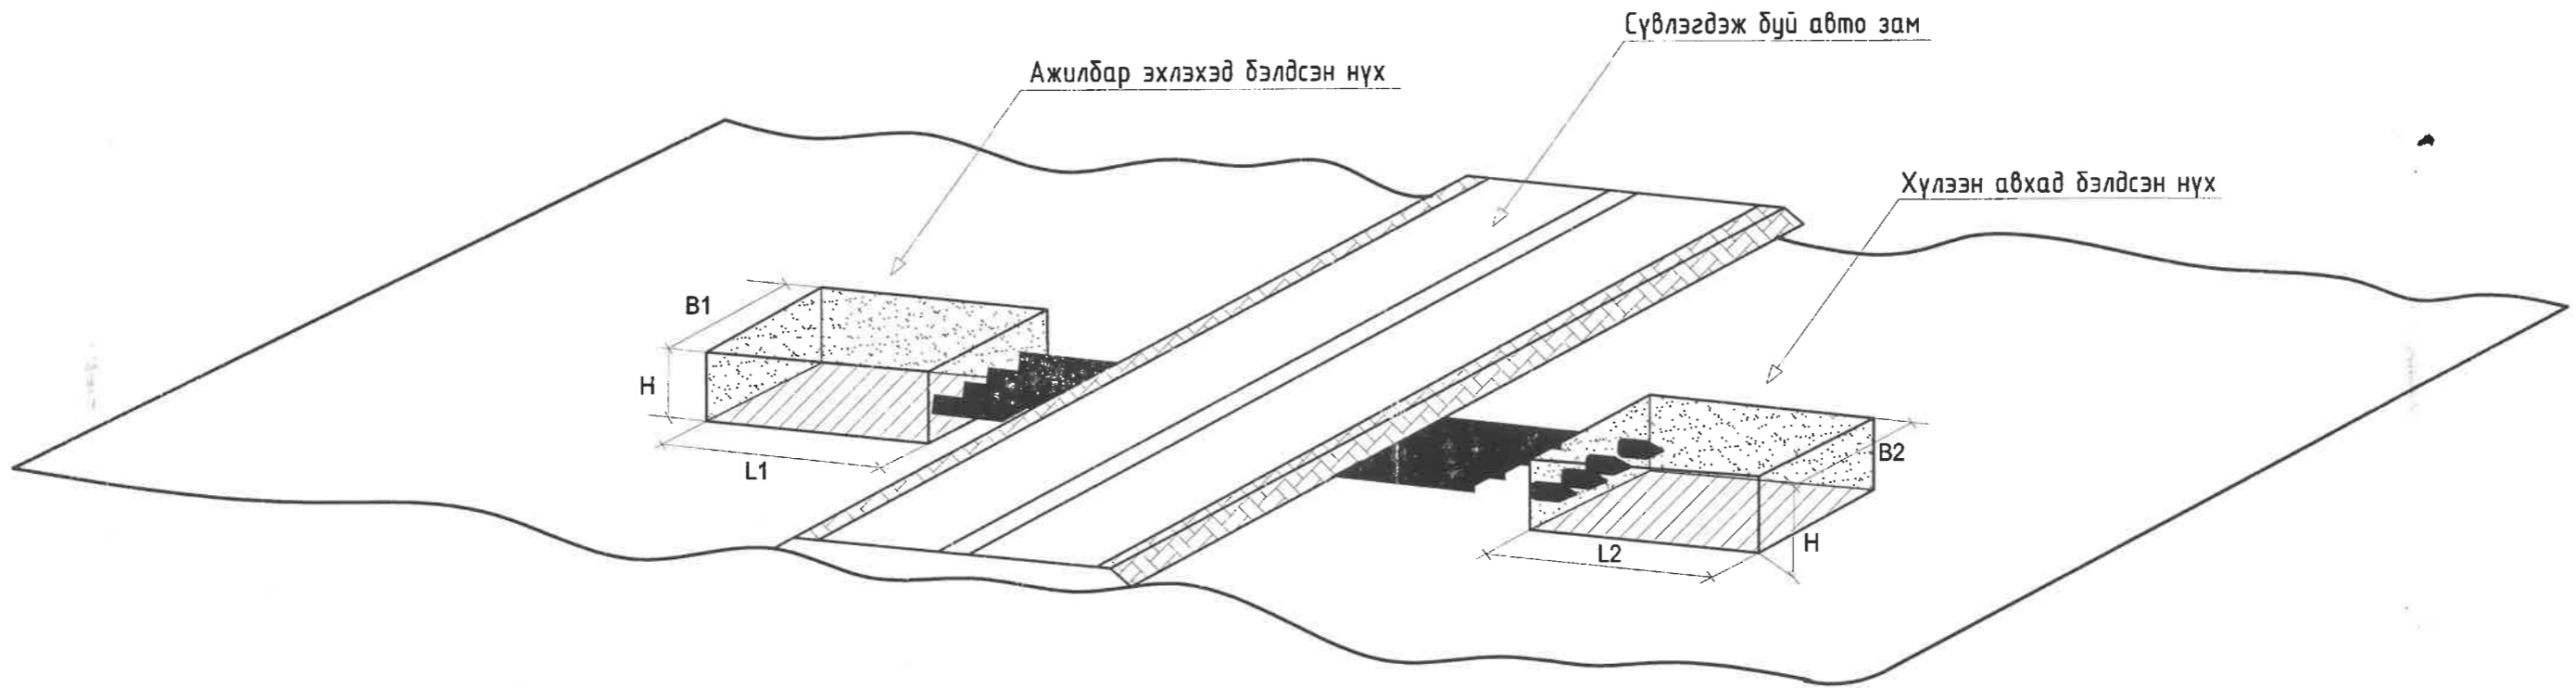 Сүвлэгдэж буй авто зам
Ажилбар эхлэхэд бэлдсэн нүх
Хүлээн авхад бэлдсэн нүх
B1
H
L1
B2
L2
H